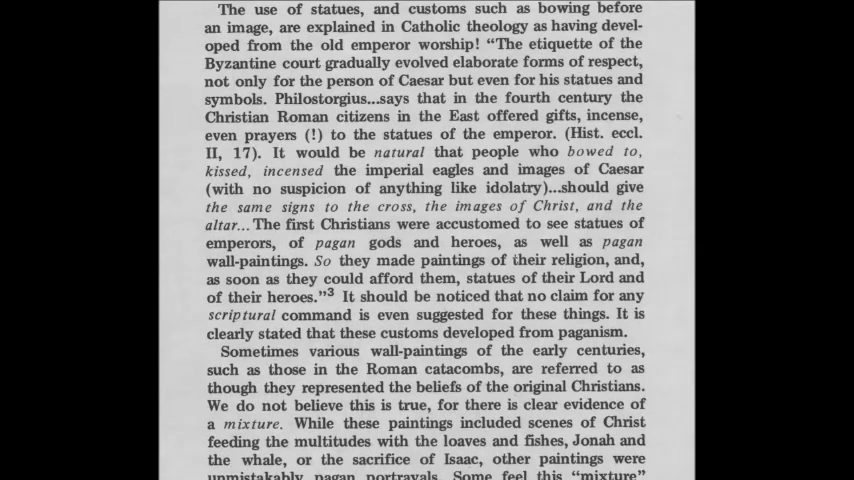 The use of statues, and customs such as bowing before
an image, are explained in Catholic theology as having devel-
oped from the old emperor worship! “The etiquette of the
Byzantine court gradually evolved elaborate forms of respect,
not only for the person of Caesar but even for his statues and
symbols. Philostorgius...says that in the fourth century the
Christian Roman citizens in the East offered gifts, incense,
even prayers (!) to the statues of the emperor. (Hist. eccl.
II, 17). It would be natural that people who bowed to,
kissed, incensed the imperial eagles and images of Caesar
(with no suspicion of anything like idolatry)...should give
the same signs to the cross, the images of Christ, and the
altar... The first Christians were accustomed to see statues of
emperors, of pagan gods and heroes, as well as pagan
wall-paintings. So they made paintings of their religion, and,
as soon as they could afford them, statues of their Lord and
of their heroes.”3 It should be noticed that no claim for any
scriptural command is even suggested for these things. It is
clearly stated that these customs developed from paganism.
Sometimes various wall-paintings of the early centuries,
such as those in the Roman catacombs, are referred to as
though they represented the beliefs of the original Christians.
We do not believe this is true, for there is clear evidence of
a mixture. While these paintings included scenes of Christ
feeding the multitudes with the loaves and fishes, Jonah and
the whale, or the sacrifice of Isaac, other paintings were
unmistakably pagan portrayals. Some feel this “mixture”